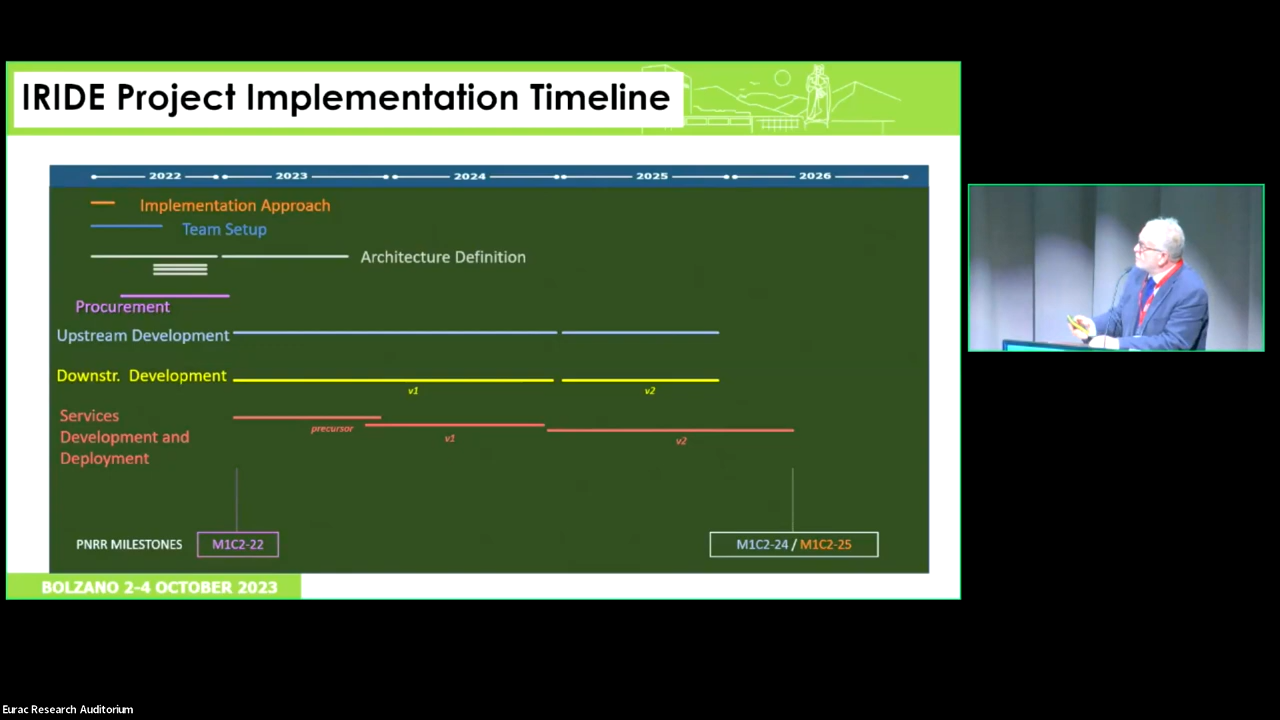 IRIDE Project Implementation Timeline
2022 2023 2024 2025 2026
Implementation Approach
Team Setup
Architecture Definition
Procurement
Upstream Development
Downstr. Development
v1 v2
Services
Development and
Deployment
precursor
v1
v2
PNRR MILESTONES M1C2-22 M1C2-24 / M1C2-25
BOLZANO 2-4 OCTOBER 2023
Eurac Research Auditorium